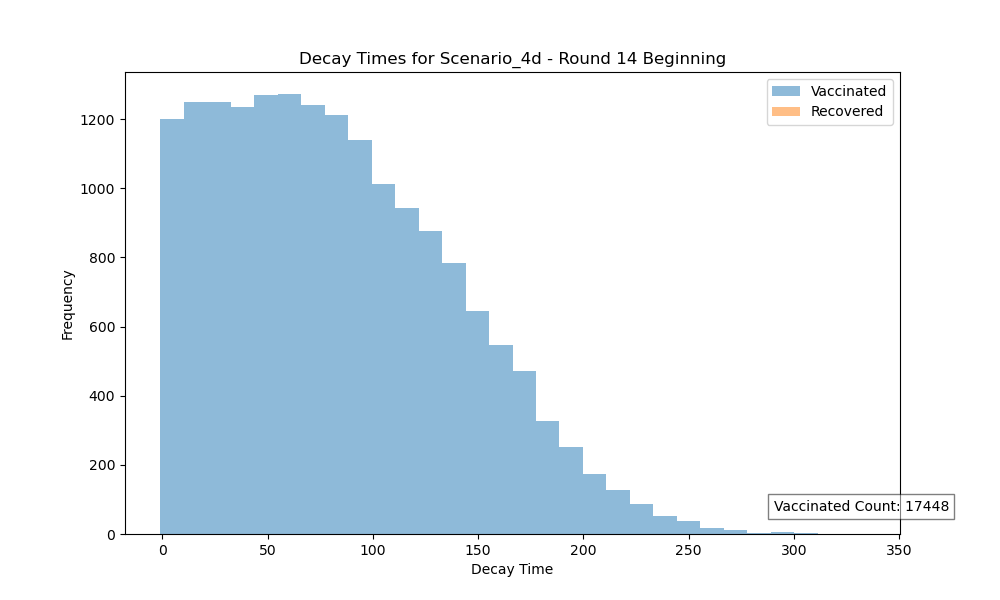 Decay Times for Scenario_4d - Round 14 Beginning
Vaccinated
Recovered
1200
1000
800
600
400
200
0
Frequency
Vaccinated Count: 17448
0 50 100 150 200 250 300 350
Decay Time